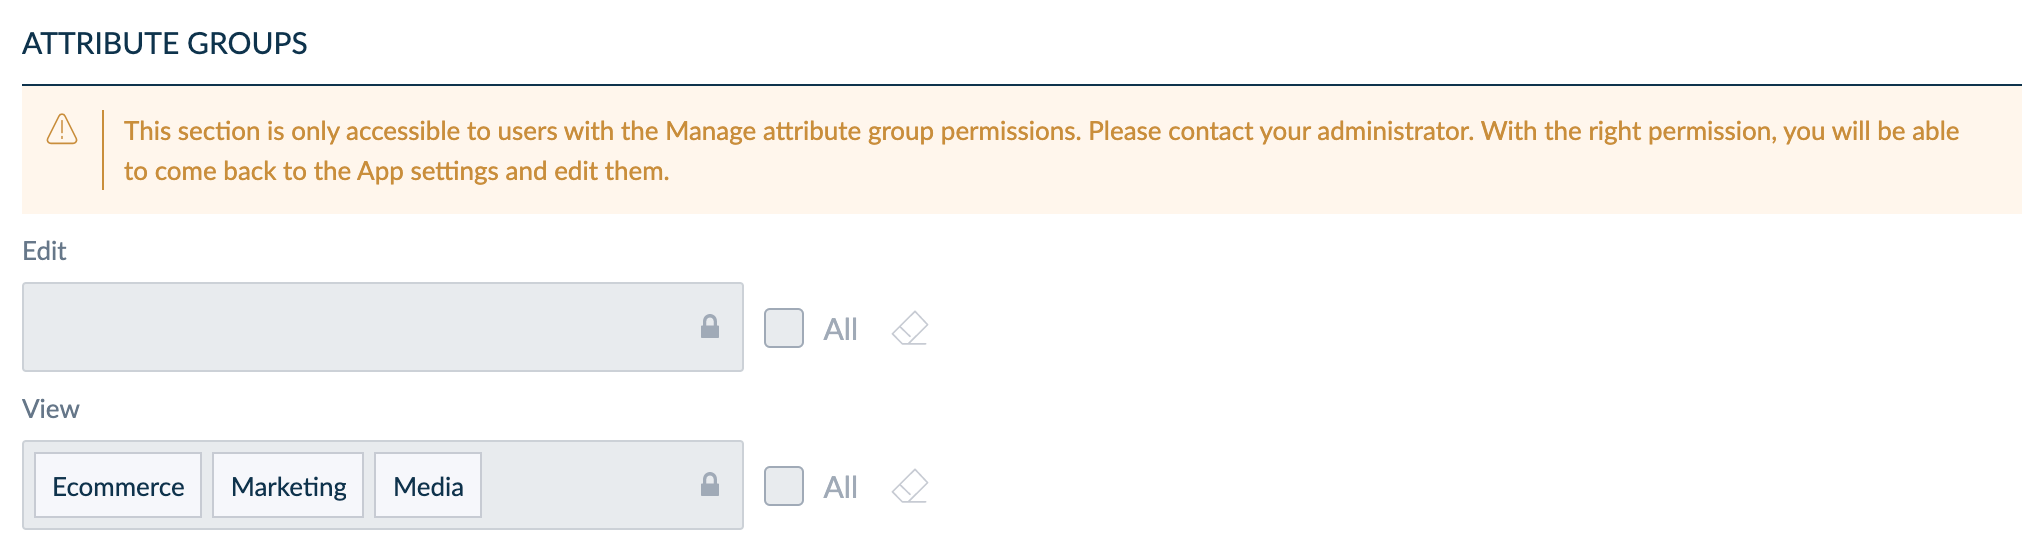 ATTRIBUTE GROUPS
This section is only accessible to users with the Manage attribute group permissions. Please contact your administrator. With the right permission, you will be able
to come back to the App settings and edit them.
Edit
All
View
Ecommerce Marketing Media All